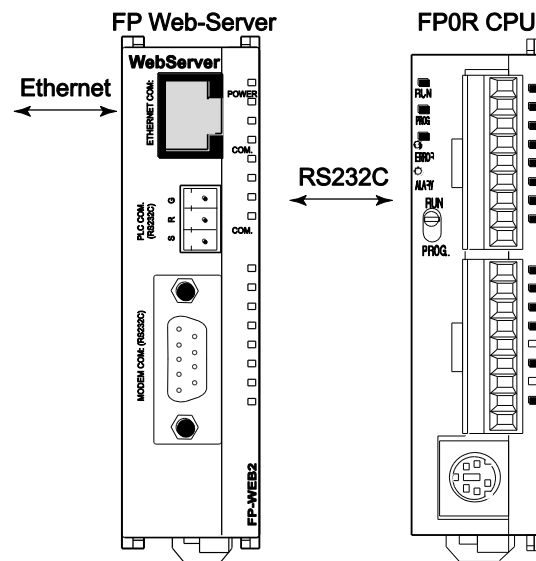 FP Web-Server
FP0R CPU
WebServer
Ethernet
ETHERNET COM:
POWER
COM.
PLC COM.
(RS232C)
G
R
S
COM.
MODEM COM: (RS232C)
FP-WEB2
RS232C
RUN
PROG
ERROR
ALARM
RUN
PROG.